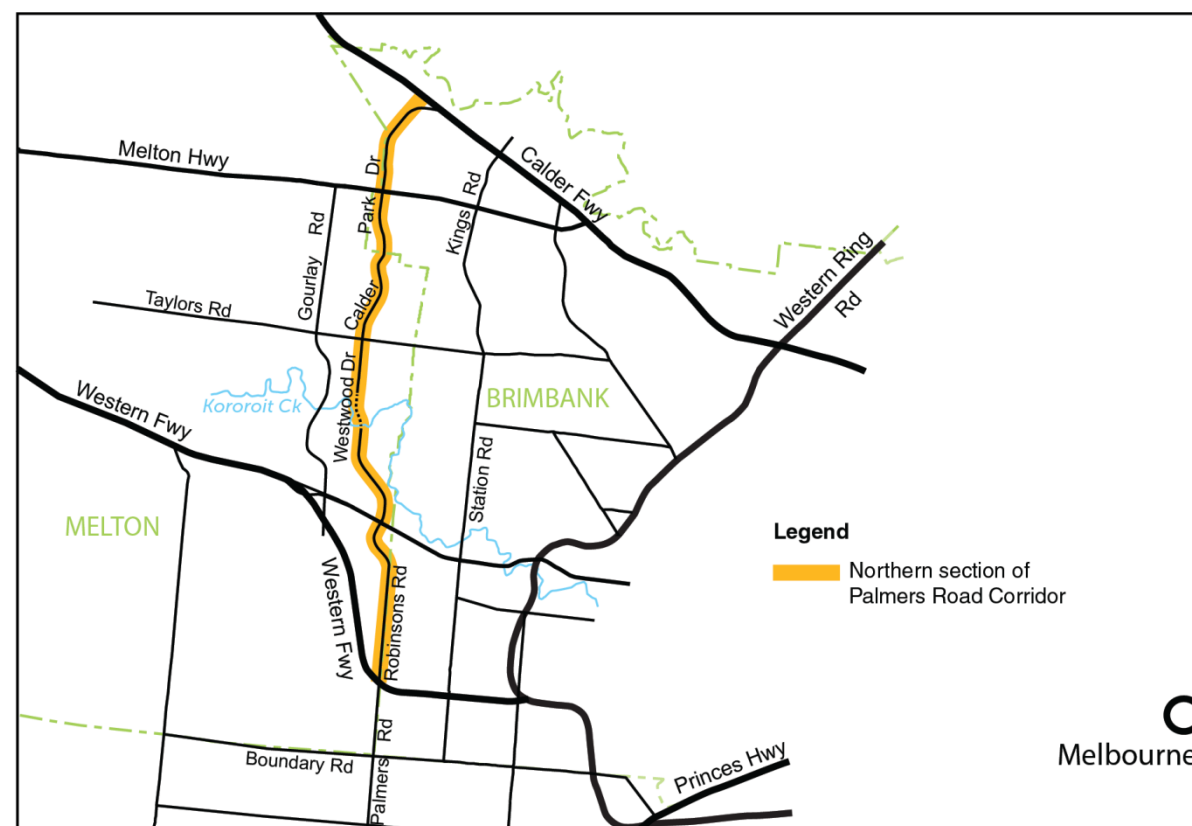 Melton Hwy
Calder Fwy
Park Dr
Kings Rd
Gourlay Rd
Western Ring
Rd
Taylors Rd
Calder
Westwood Dr
Western Fwy
Kororoit Ck
BRIMBANK
Station Rd
MELTON
Legend
Northern section of
Palmers Road Corridor
Western Fwy
Robinsons Rd
Boundary Rd
Palmers Rd
Princes Hwy
Melbourne